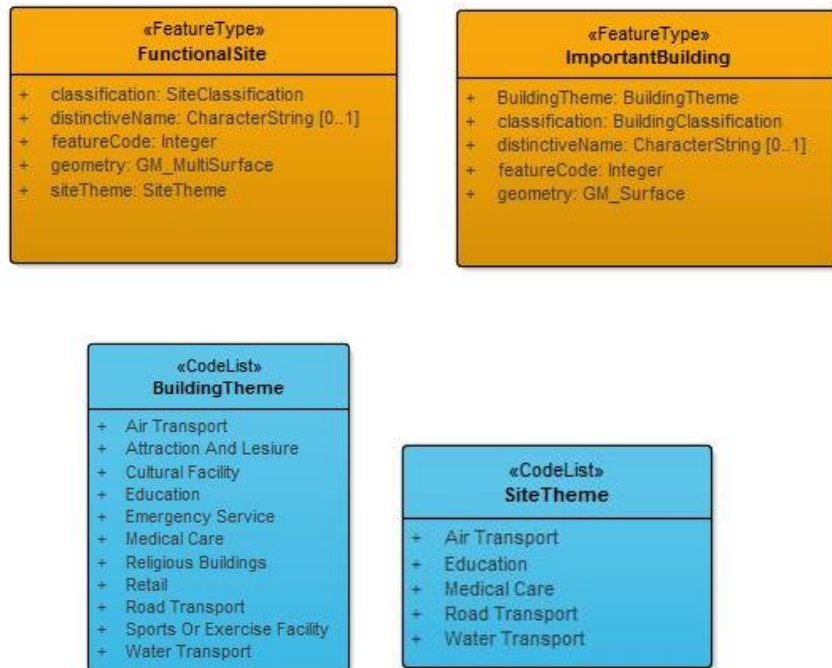 «FeatureType»
FunctionalSite
+ classification: SiteClassification
+ distinctiveName: CharacterString [0..1]
+ featureCode: Integer
+ geometry: GM_MultiSurface
+ siteTheme: SiteTheme
«FeatureType»
ImportantBuilding
+ BuildingTheme: BuildingTheme
+ classification: BuildingClassification
+ distinctiveName: CharacterString [0..1]
+ featureCode: Integer
+ geometry: GM_Surface
«CodeList»
BuildingTheme
+ Air Transport
+ Attraction And Lesiure
+ Cultural Facility
+ Education
+ Emergency Service
+ Medical Care
+ Religious Buildings
+ Retail
+ Road Transport
+ Sports Or Exercise Facility
+ Water Transport
«CodeList»
SiteTheme
+ Air Transport
+ Education
+ Medical Care
+ Road Transport
+ Water Transport